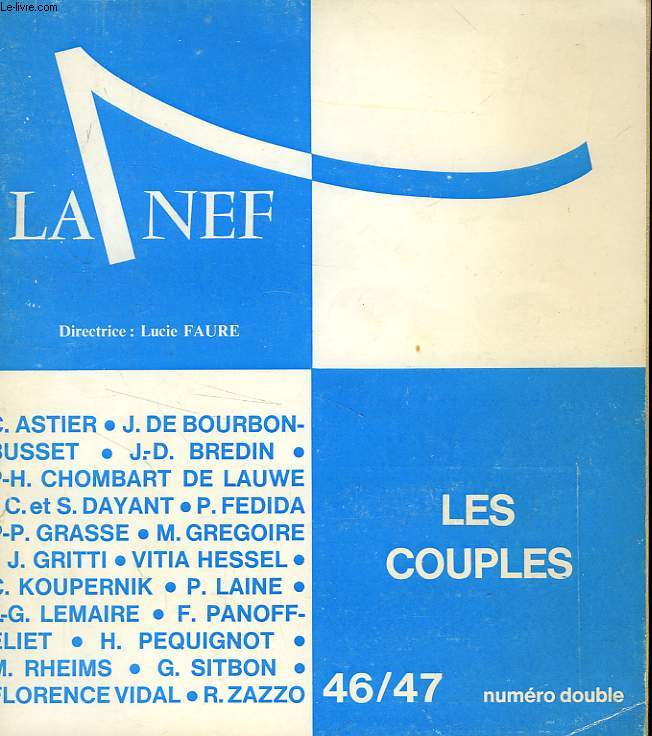 Le-livre.com
LA NEF
Directrice : Lucie FAURE
C. ASTIER • J. DE BOURBON-
BUSSET • J.-D. BREDIN •
P-H. CHOMBART DE LAUWE
C. et S. DAYANT • P. FEDIDA
P-P. GRASSE • M. GREGOIRE
J. GRITTI • VITIA HESSEL •
C. KOUPERNIK • P. LAINE •
-G. LEMAIRE • F. PANOFF-
ELIET • H. PEQUIGNOT •
M. RHEIMS • G. SITBON •
FLORENCE VIDAL • R. ZAZZO
LES
COUPLES
46/47 numéro double